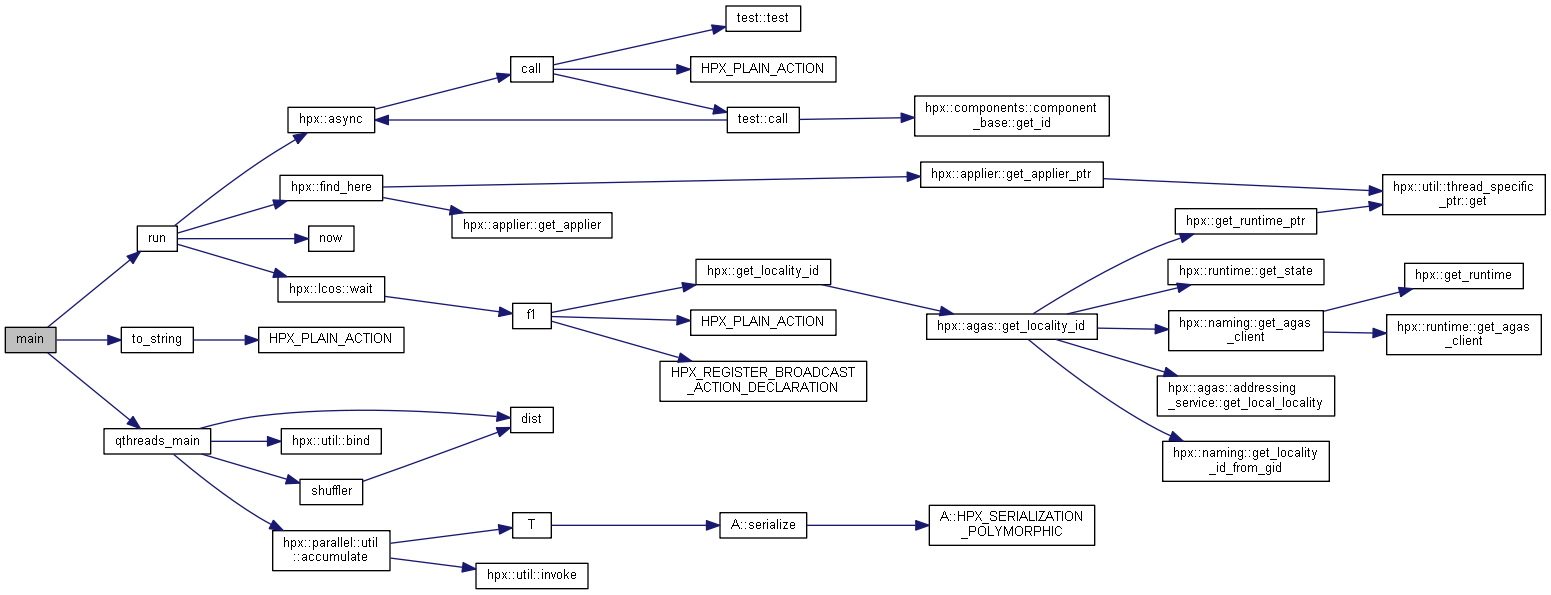 test::test
call
HPX_PLAIN_ACTION
hpx::components::component
_base::get_id
hpx::async
test::call
hpx::find_here
hpx::applier::get_applier_ptr
hpx::util::thread_specific
_ptr::get
hpx::applier::get_applier
hpx::get_runtime_ptr
run
now
hpx::get_locality_id
hpx::runtime::get_state
hpx::get_runtime
hpx::lcos::wait
f1
HPX_PLAIN_ACTION
hpx::agas::get_locality_id
hpx::naming::get_agas
_client
hpx::runtime::get_agas
_client
main
to_string
HPX_PLAIN_ACTION
HPX_REGISTER_BROADCAST
_ACTION_DECLARATION
hpx::agas::addressing
_service::get_local_locality
dist
qthreads_main
hpx::util::bind
hpx::naming::get_locality
_id_from_gid
shuffler
T
A::serialize
A::HPX_SERIALIZATION
_POLYMORPHIC
hpx::parallel::util
::accumulate
hpx::util::invoke